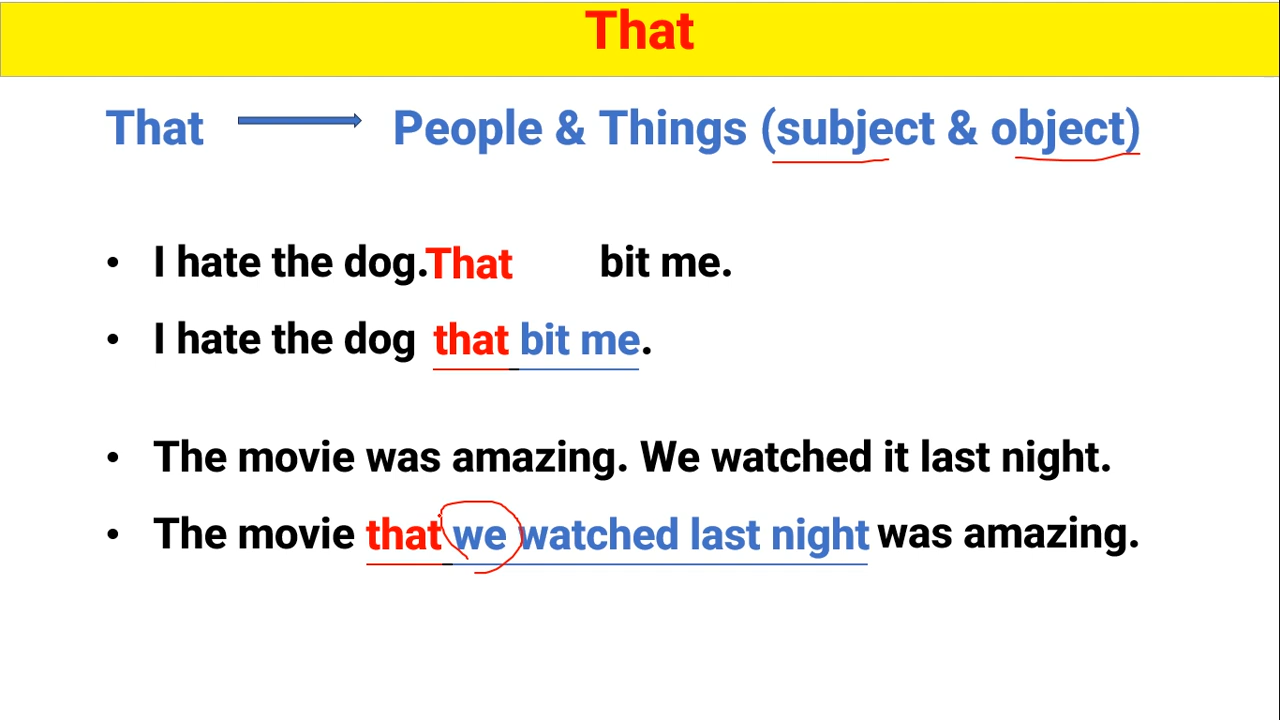 That
That People & Things (subject & object)
• I hate the dog.That bit me.
• I hate the dog that bit me.
• The movie was amazing. We watched it last night.
• The movie that we watched last night was amazing.